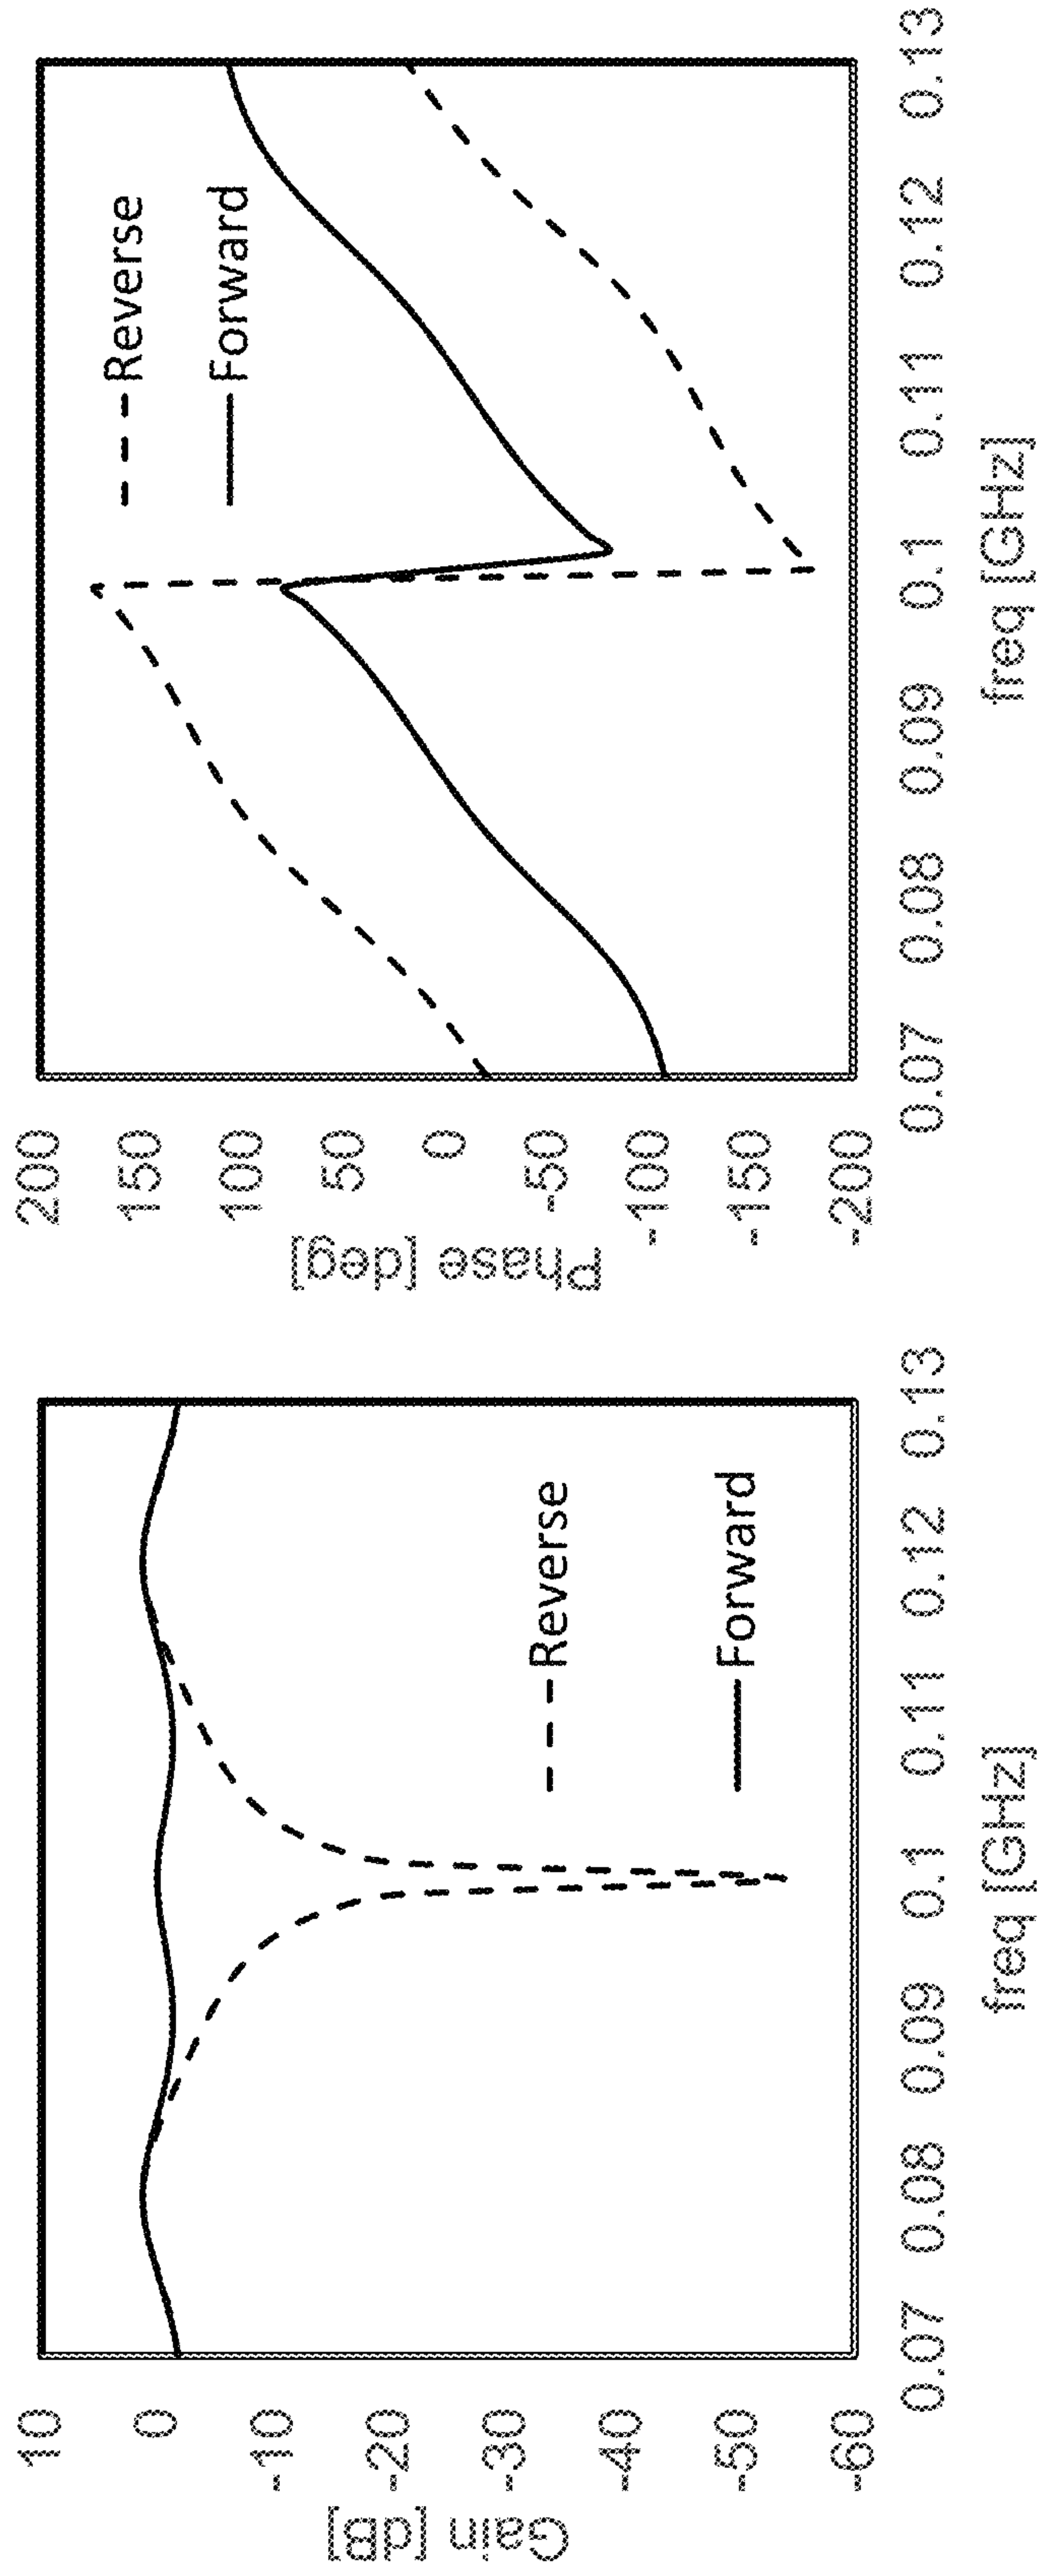 10
0
-10
-20
-30
-40
-50
-60
Gain [dB]
Reverse
Forward
0.07 0.08 0.09 0.1 0.11 0.12 0.13
freq [GHz]
200
150
100
50
0
-50
-100
-150
-200
Phase [deg]
Reverse
Forward
0.07 0.08 0.09 0.1 0.11 0.12 0.13
freq [GHz]